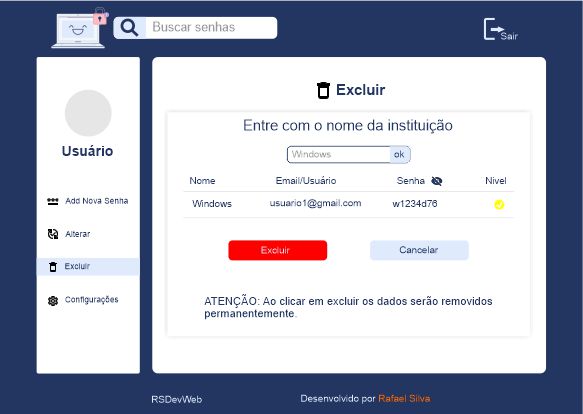 Buscar senhas
Sair
Usuário
Add Nova Senha
Alterar
Excluir
Configurações
Excluir
Entre com o nome da instituição
Windows ok
Nome Email/Usuário Senha Nível
Windows usuario1@gmail.com w1234d76
Excluir Cancelar
ATENÇÃO: Ao clicar em excluir os dados serão removidos
permanentemente.
RSDevWeb Desenvolvido por Rafael Silva